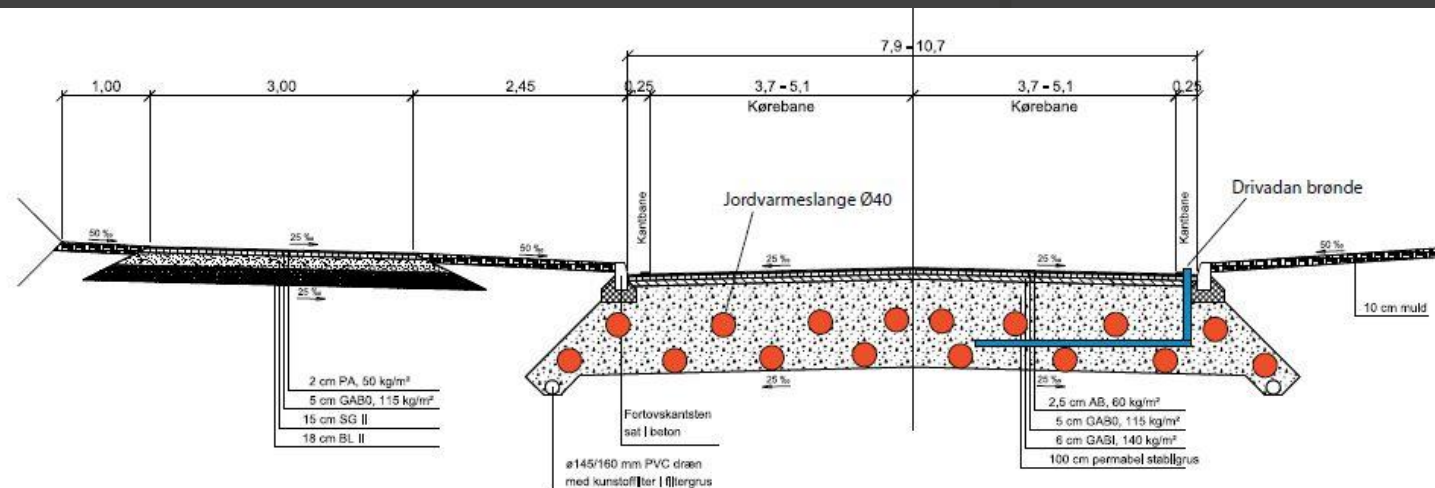 7,9 – 10,7
1,00
3,00
2,45
0,25
3,7 – 5,1
3,7 – 5,1
0,25
Kørebane
Kørebane
Kantbane
Jordvarmeslange Ø40
Kantbane
Drivadan brønde
50 ‰
25 ‰
50 ‰
25 ‰
25 ‰
50 ‰
25 ‰
10 cm muld
25 ‰
25 ‰
2 cm PA, 50 kg/m²
5 cm GAB0, 115 kg/m²
15 cm SG II
18 cm BL II
Fortovskantsten
sat i beton
ø145/160 mm PVC dræn
med kunstoffilter i filtergrus
2,5 cm AB, 60 kg/m²
5 cm GAB0, 115 kg/m²
6 cm GABI, 140 kg/m²
100 cm permabel stabilgrus